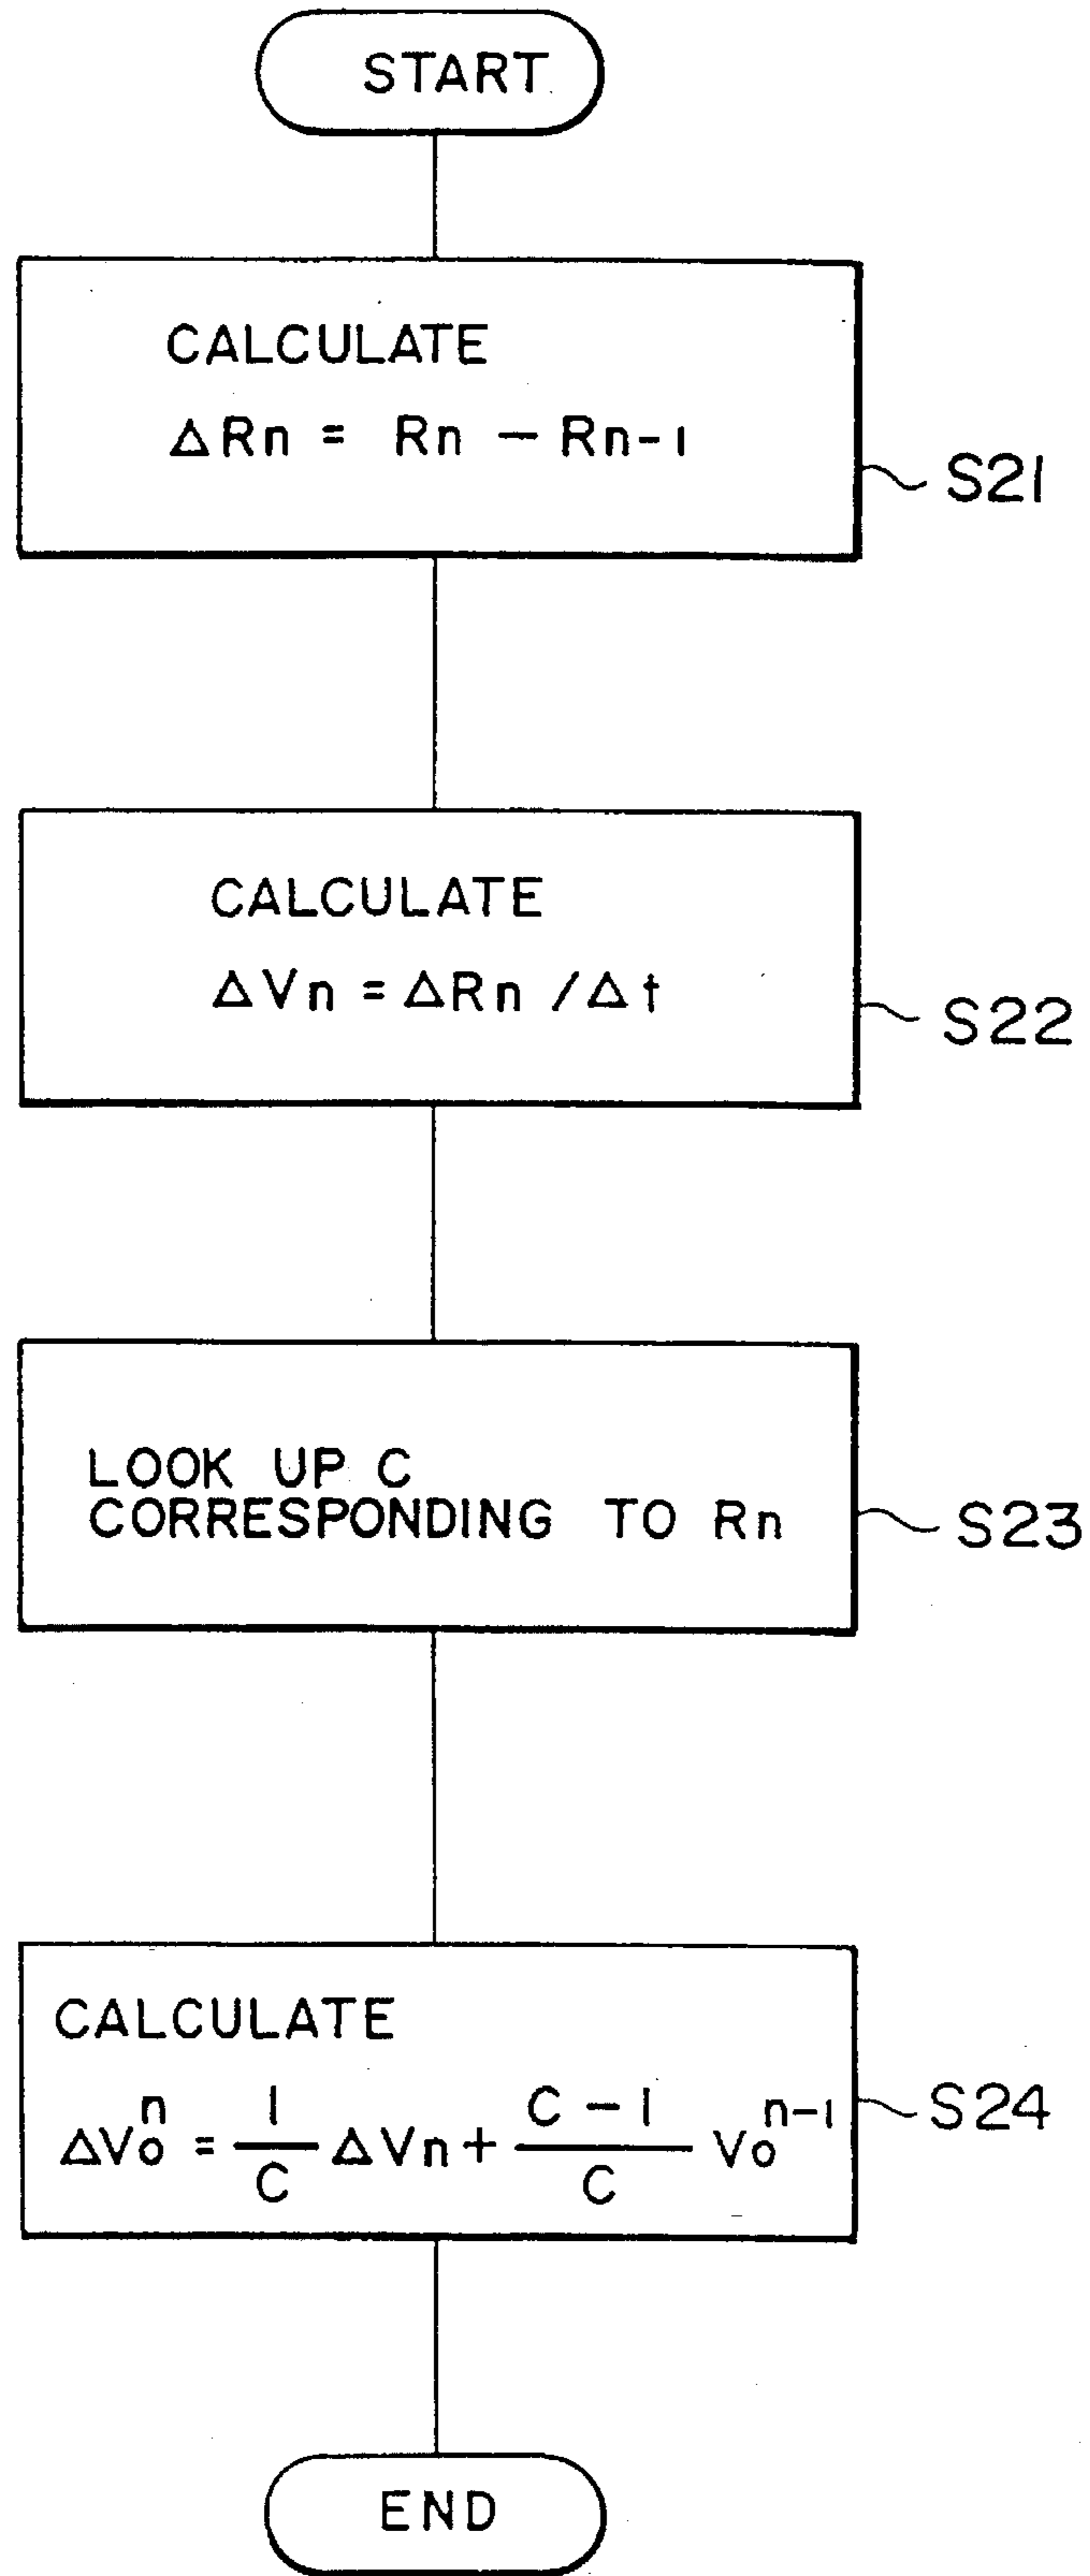 START
CALCULATE
ΔRn = Rn − Rn-1
S21
CALCULATE
ΔVn = ΔRn / Δt
S22
LOOK UP C
CORRESPONDING TO Rn
S23
CALCULATE
ΔVo^n = 1/C ΔVn + C − 1/C Vo^n-1
S24
END